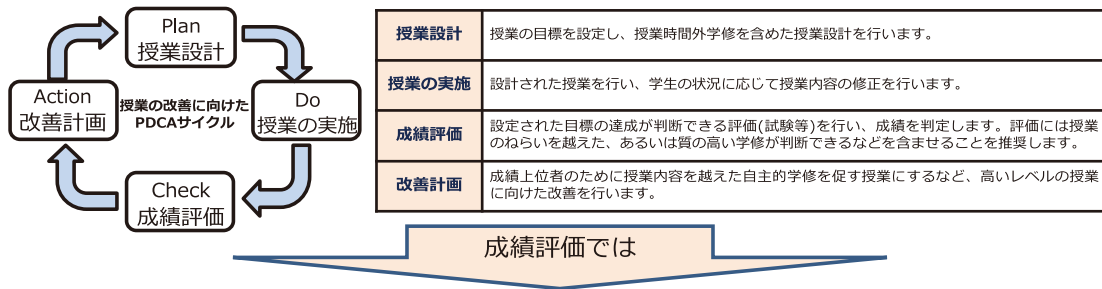 Plan
授業設計
Action
改善計画
授業の改善に向けた
PDCAサイクル
Do
授業の実施
Check
成績評価
授業設計
授業の目標を設定し、授業時間外学修を含めた授業設計を行います。
授業の実施
設計された授業を行い、学生の状況に応じて授業内容の修正を行います。
成績評価
設定された目標の達成が判断できる評価(試験等)を行い、成績を判定します。評価には授業
のねらいを越えた、あるいは質の高い学修が判断できるなどを含ませることを推奨します。
改善計画
成績上位者のために授業内容を越えた自主的学修を促す授業にするなど、高いレベルの授業
に向けた改善を行います。
成績評価では